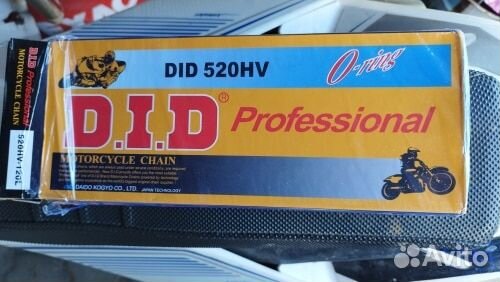 DID 520HV
O-ring
D.I.D® Professional
MOTORCYCLE CHAIN
DAIDO KOGYO CO., LTD. JAPAN TECHNOLOGY
D.I.D Professional
MOTORCYCLE CHAIN
520HV-120L
Avito